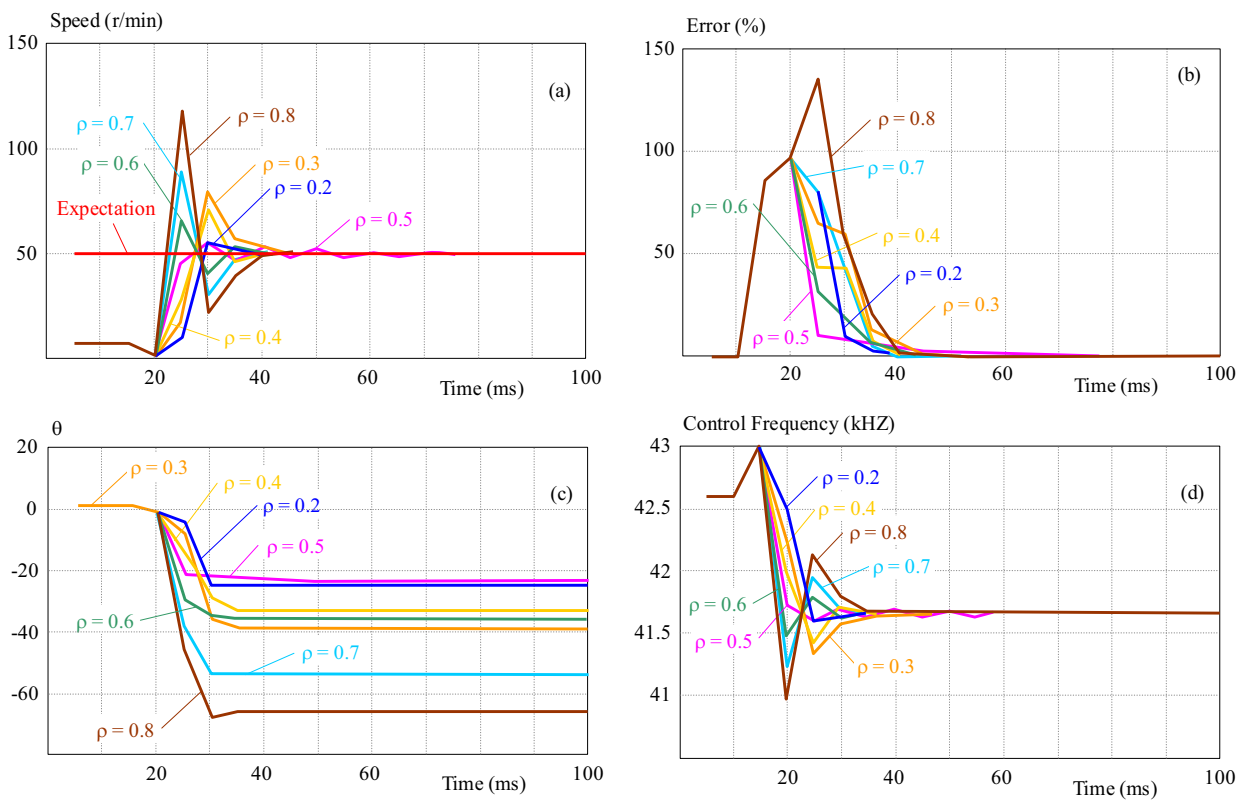 Speed (r/min)
150
(a)
ρ = 0.7
ρ = 0.8
100
ρ = 0.6
ρ = 0.3
ρ = 0.2
Expectation
ρ = 0.5
50
ρ = 0.4
20
40
60
100
Time (ms)
Error (%)
150
(b)
ρ = 0.8
100
ρ = 0.7
ρ = 0.6
ρ = 0.4
50
ρ = 0.2
ρ = 0.3
ρ = 0.5
20
40
60
100
Time (ms)
θ
20
ρ = 0.3
ρ = 0.4
(c)
0
ρ = 0.2
ρ = 0.5
-20
ρ = 0.6
-40
ρ = 0.7
-60
ρ = 0.8
20
40
60
80
100
Time (ms)
Control Frequency (kHZ)
43
ρ = 0.2
(d)
42.5
ρ = 0.4
ρ = 0.8
42
ρ = 0.7
ρ = 0.6
41.5
ρ = 0.5
ρ = 0.3
41
20
40
60
80
100
Time (ms)